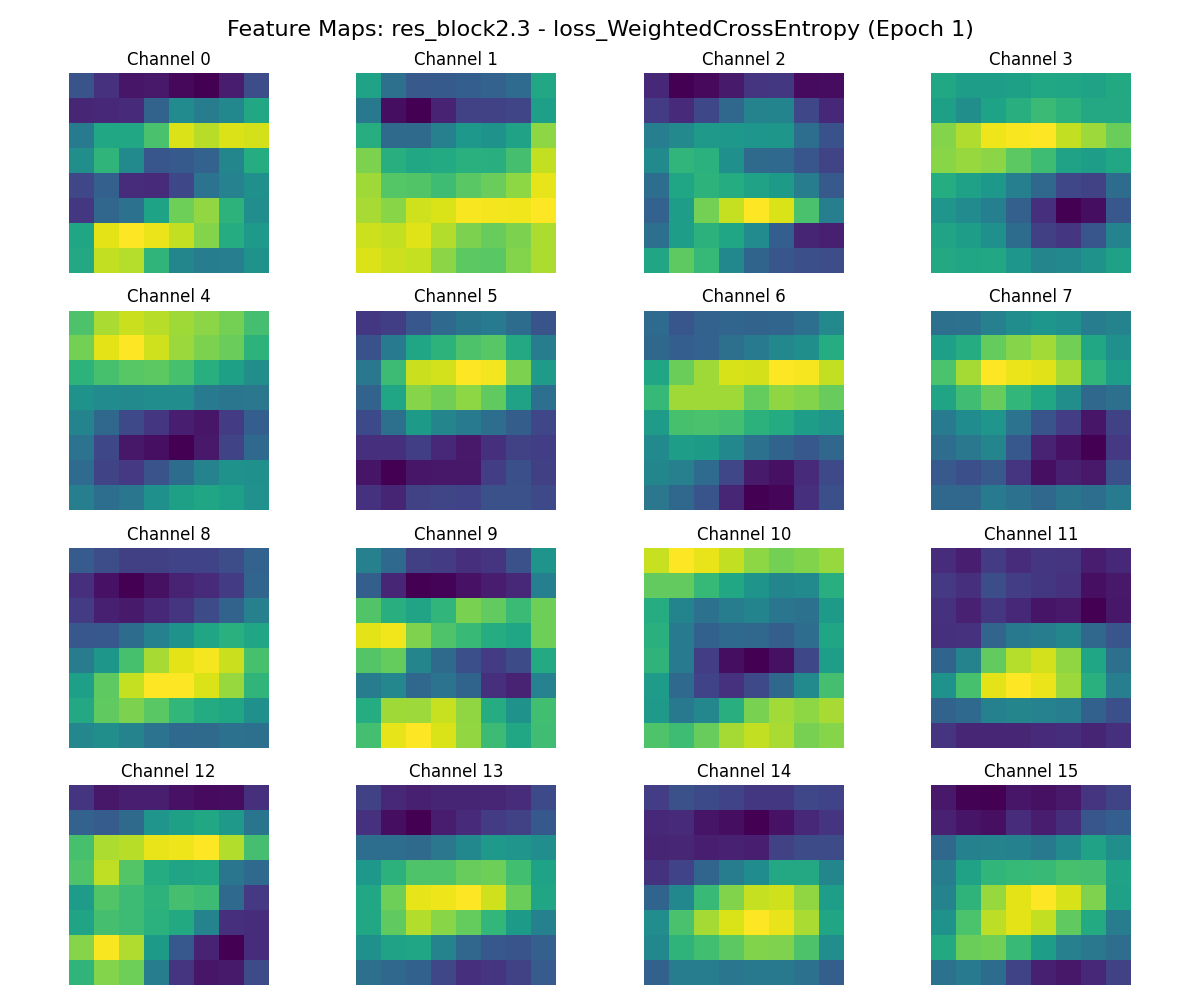 Feature Maps: res_block2.3 - loss_WeightedCrossEntropy (Epoch 1)
Channel 0
Channel 1
Channel 2
Channel 3
Channel 4
Channel 5
Channel 6
Channel 7
Channel 8
Channel 9
Channel 10
Channel 11
Channel 12
Channel 13
Channel 14
Channel 15